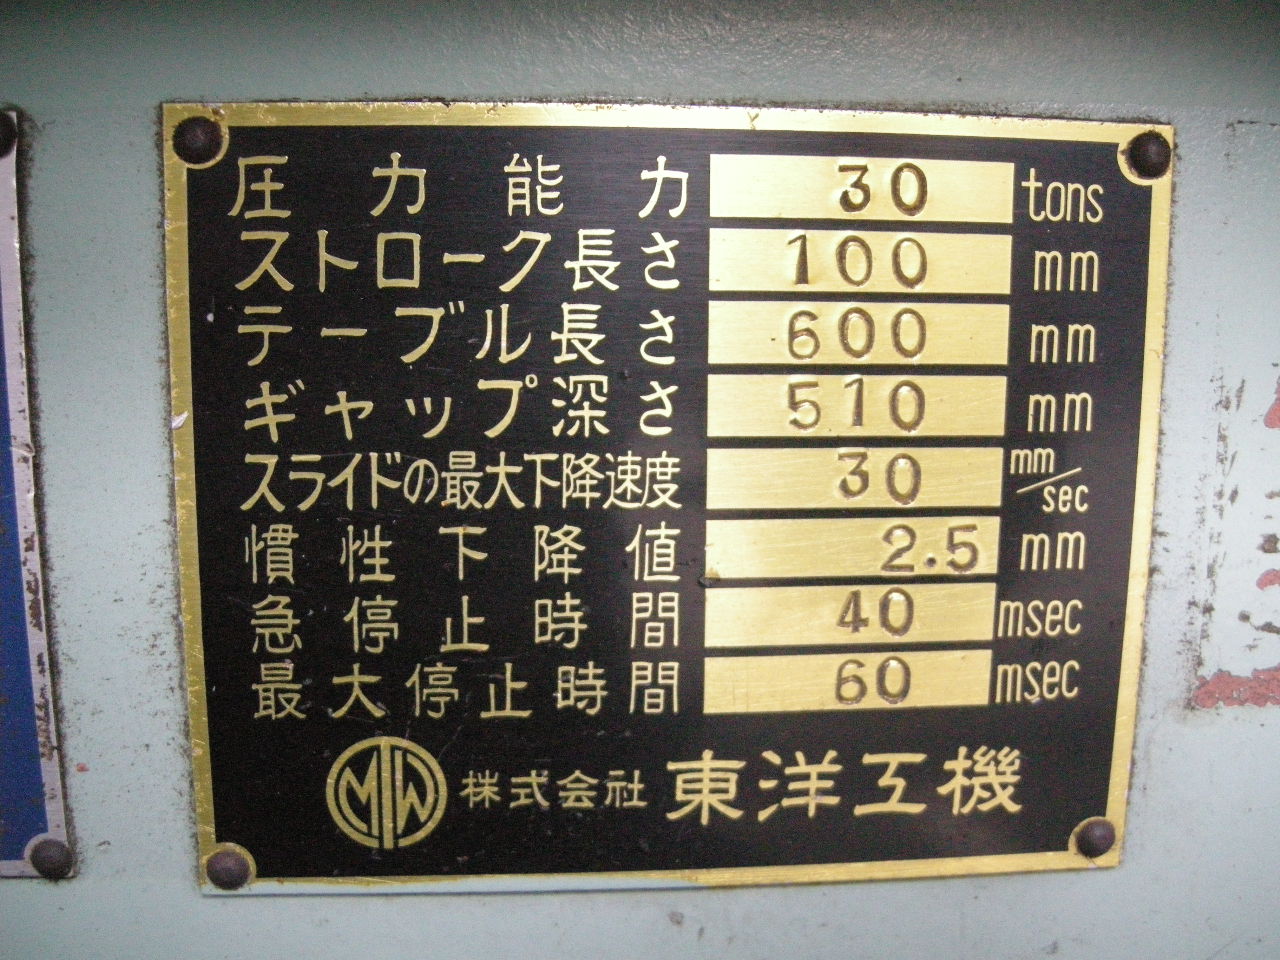 圧力能力 30 tons
ストローク長さ 100 mm
テーブル長さ 600 mm
ギャップ深さ 510 mm
スライドの最大下降速度 30 mm/sec
慣性下降値 2.5 mm
急停止時間 40 msec
最大停止時間 60 msec
MTW 株式会社 東洋工機